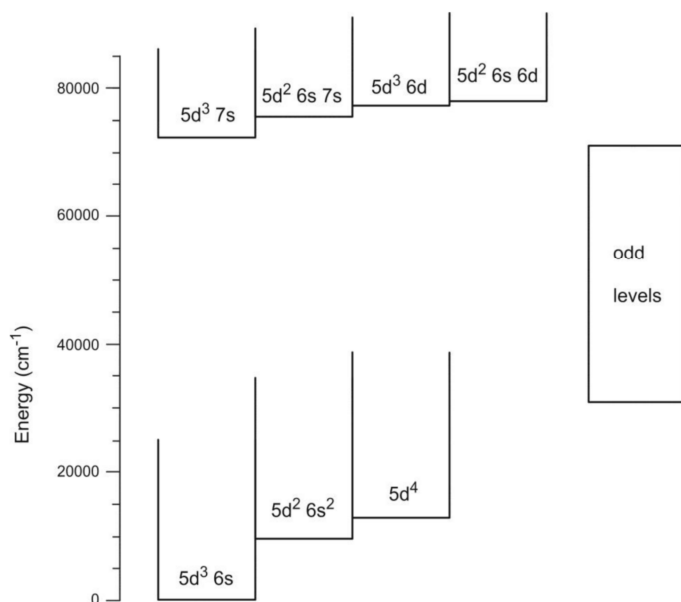 80000
60000
40000
20000
0
Energy (cm⁻¹)
5d³ 7s
5d² 6s 7s
5d³ 6d
5d² 6s 6d
odd
levels
5d³ 6s
5d² 6s²
5d⁴